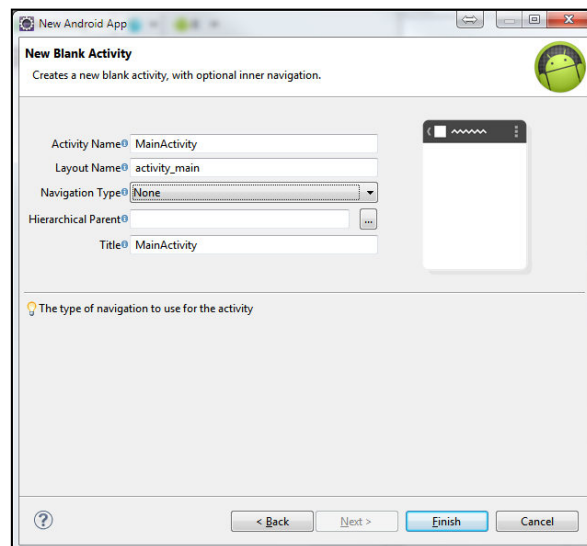 New Android App
New Blank Activity
Creates a new blank activity, with optional inner navigation.
Activity Name MainActivity
Layout Name activity_main
Navigation Type None
Hierarchical Parent ...
Title MainActivity
The type of navigation to use for the activity
< Back Next > Finish Cancel